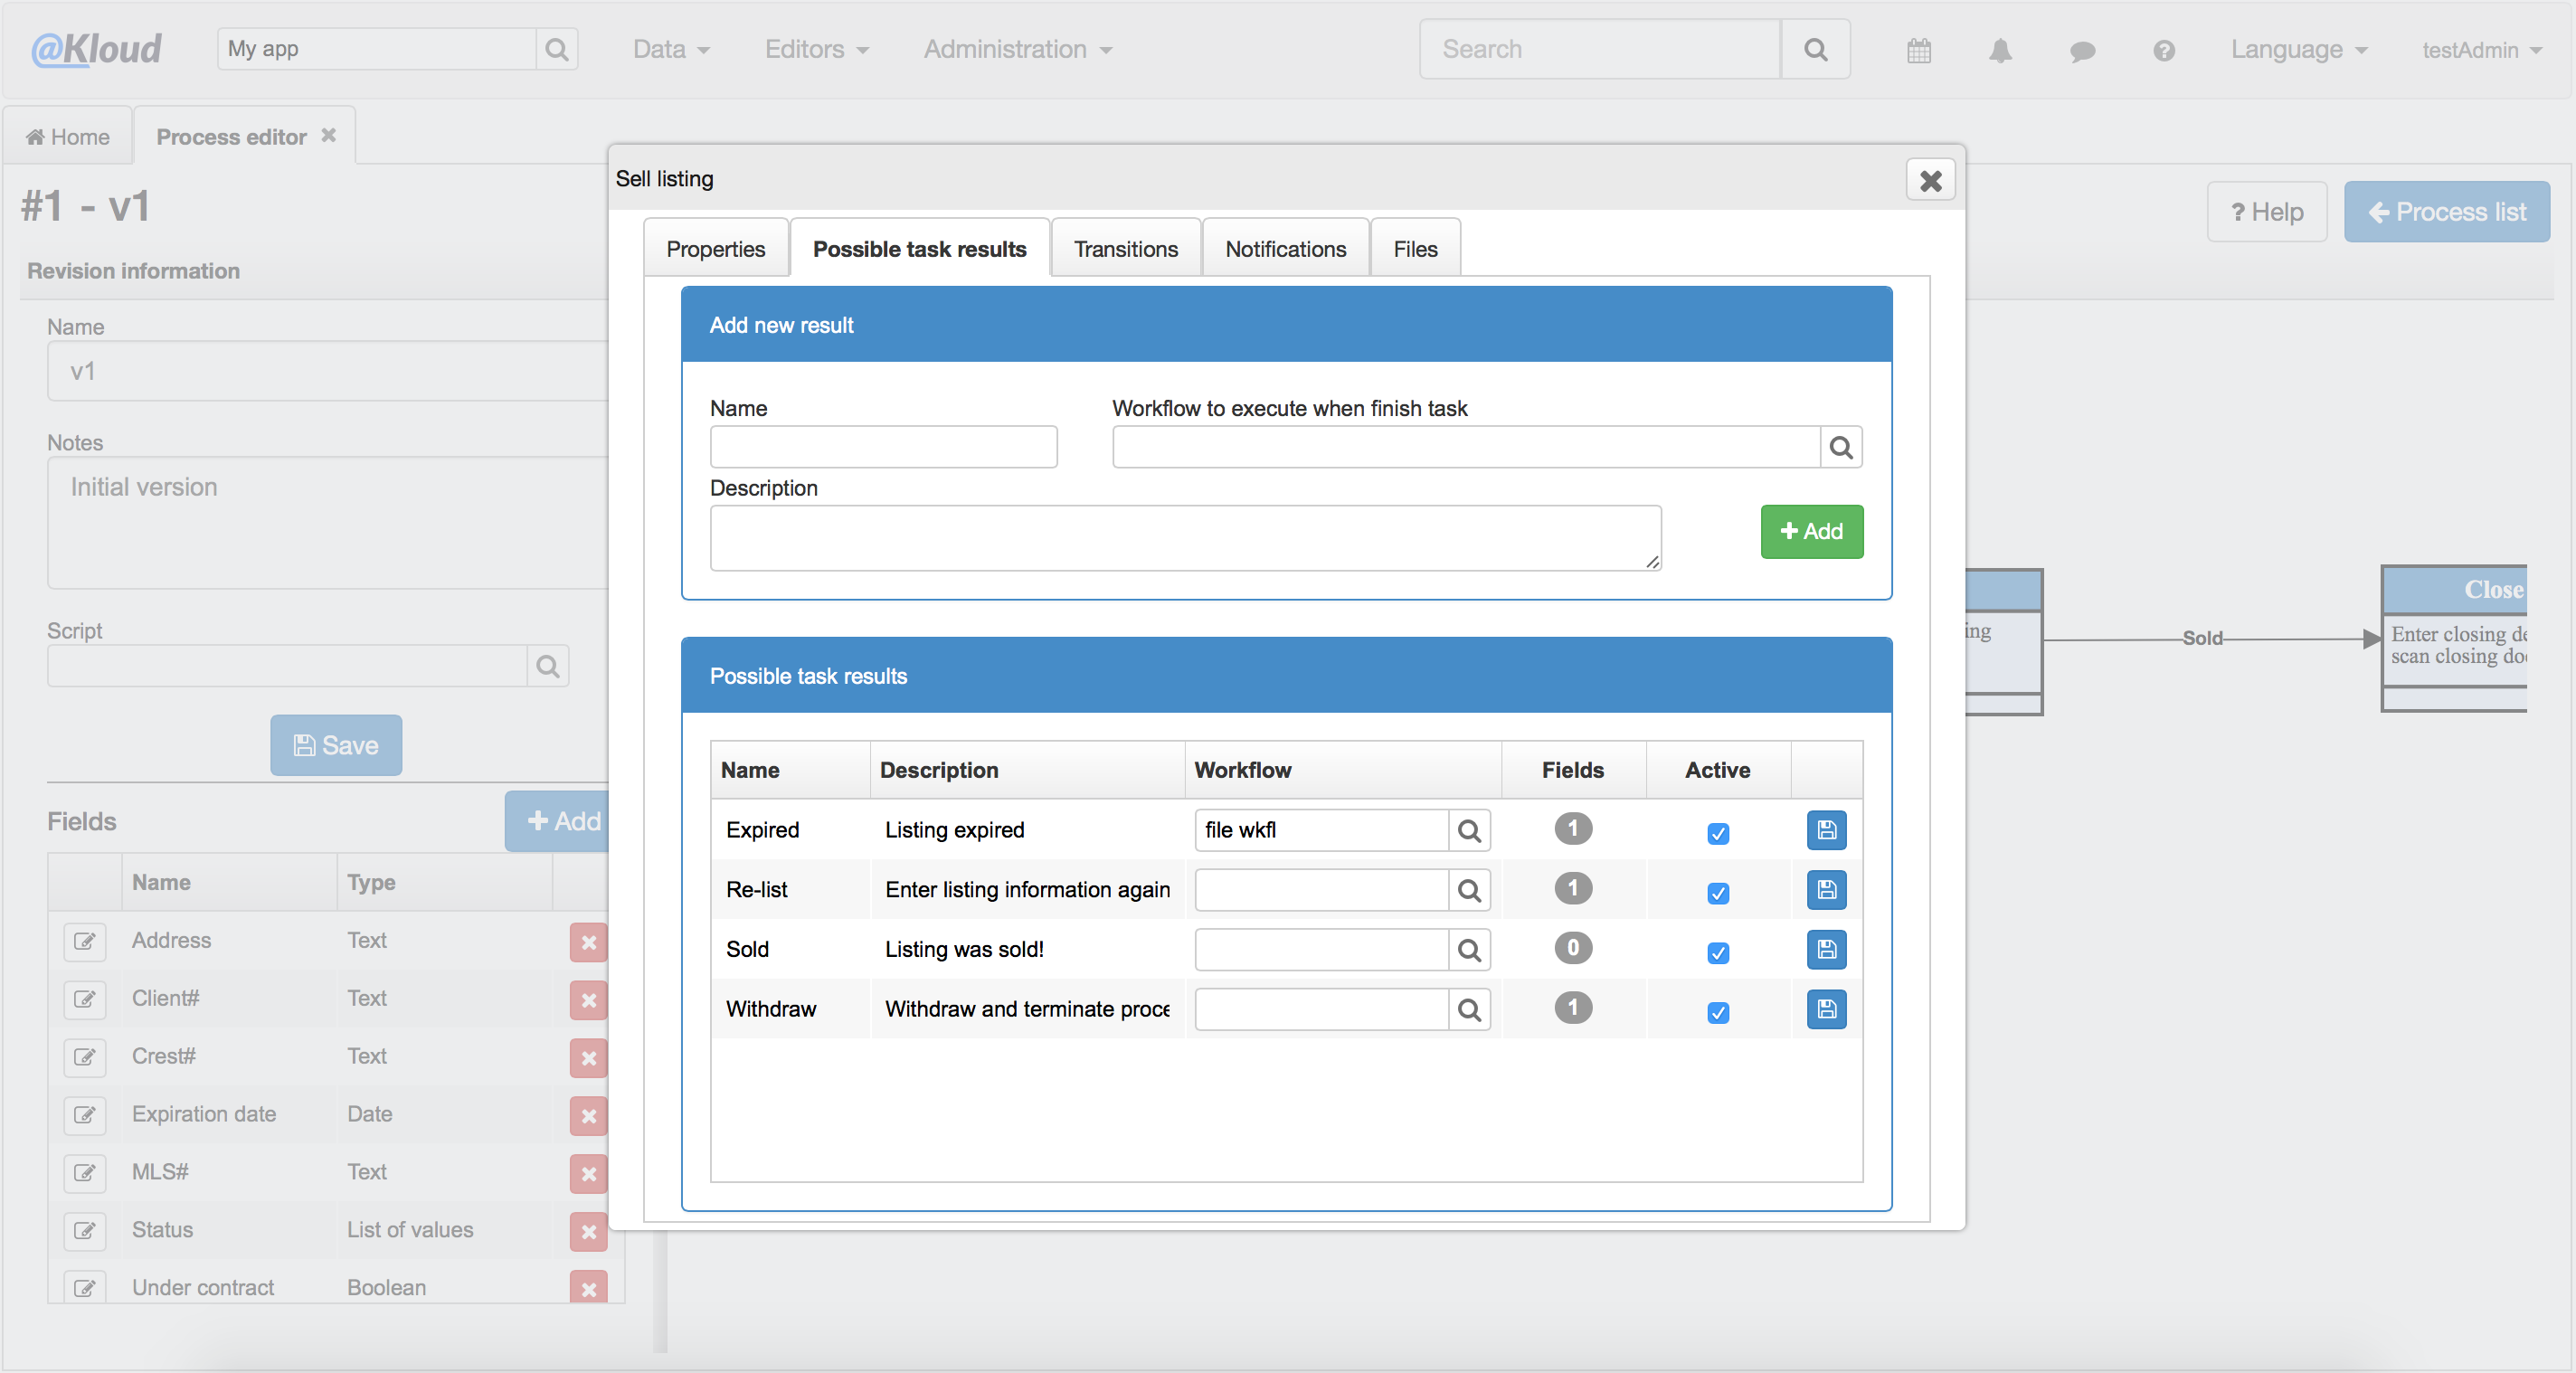 @Kloud
My app
Data
Editors
Administration
Search
Language
testAdmin
Home
Process editor
#1 - v1
? Help
Process list
Revision information
Name
v1
Notes
Initial version
Script
Save
Fields
Add
Name Type
Address Text
Client# Text
Crest# Text
Expiration date Date
MLS# Text
Status List of values
Under contract Boolean
Sell listing
Properties
Possible task results
Transitions
Notifications
Files
Add new result
Name
Workflow to execute when finish task
Description
Add
Possible task results
Name Description Workflow Fields Active
Expired Listing expired file wkfl 1
Re-list Enter listing information again 1
Sold Listing was sold! 0
Withdraw Withdraw and terminate proce 1
ing
Sold
Close
Enter closing de
scan closing do